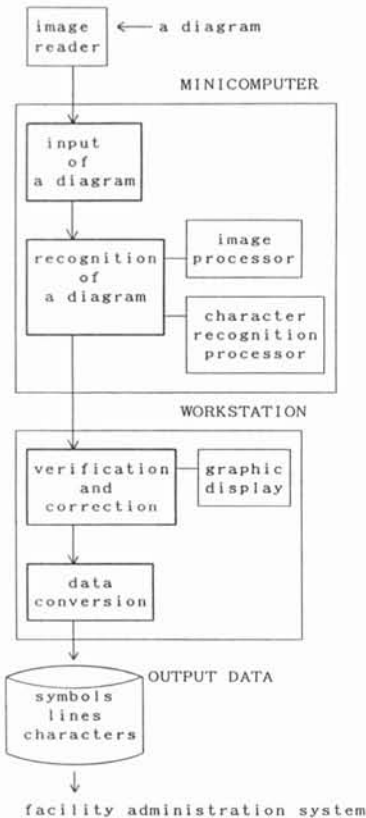 image
reader
a diagram
MINICOMPUTER
input
of
a diagram
recognition
of
a diagram
image
processor
character
recognition
processor
WORKSTATION
verification
and
correction
graphic
display
data
conversion
OUTPUT DATA
symbols
lines
characters
facility administration system